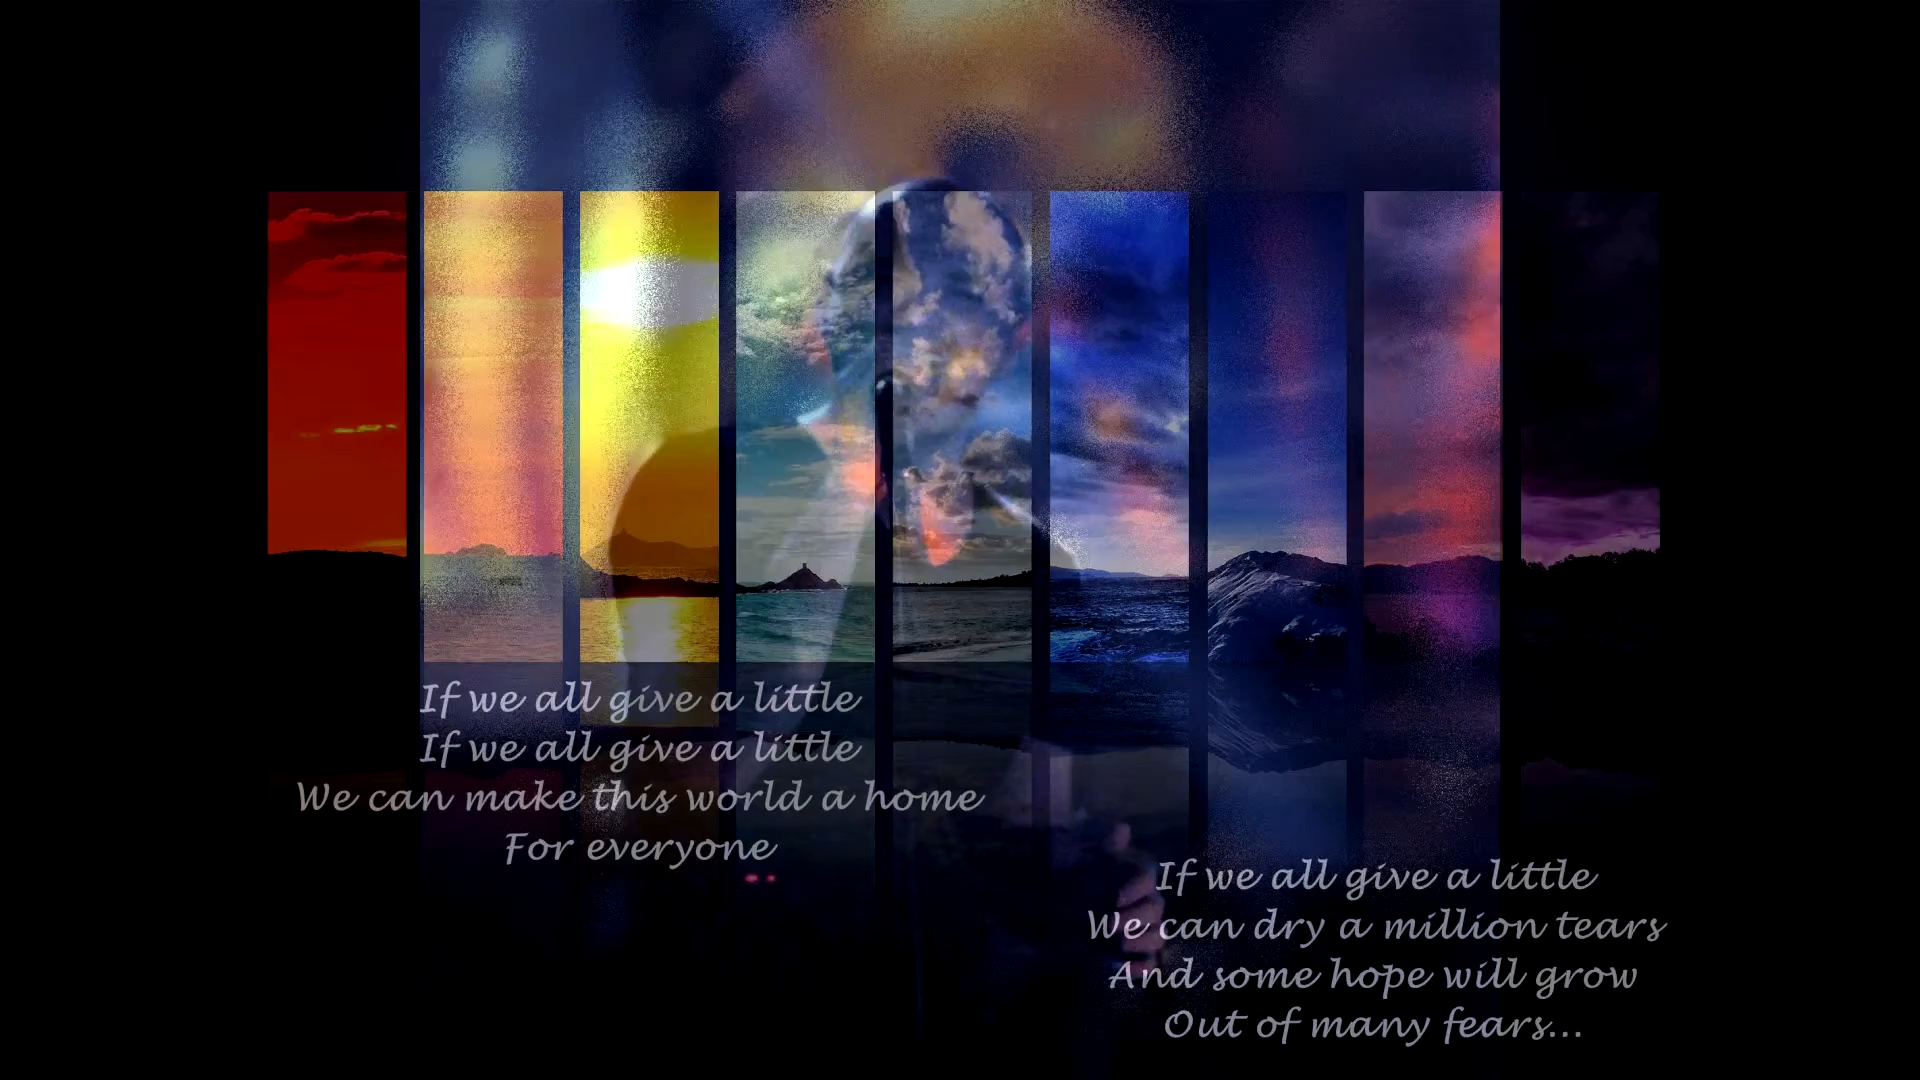 If we all give a little
If we all give a little
We can make this world a home
For everyone
If we all give a little
We can dry a million tears
And some hope will grow
Out of many fears...